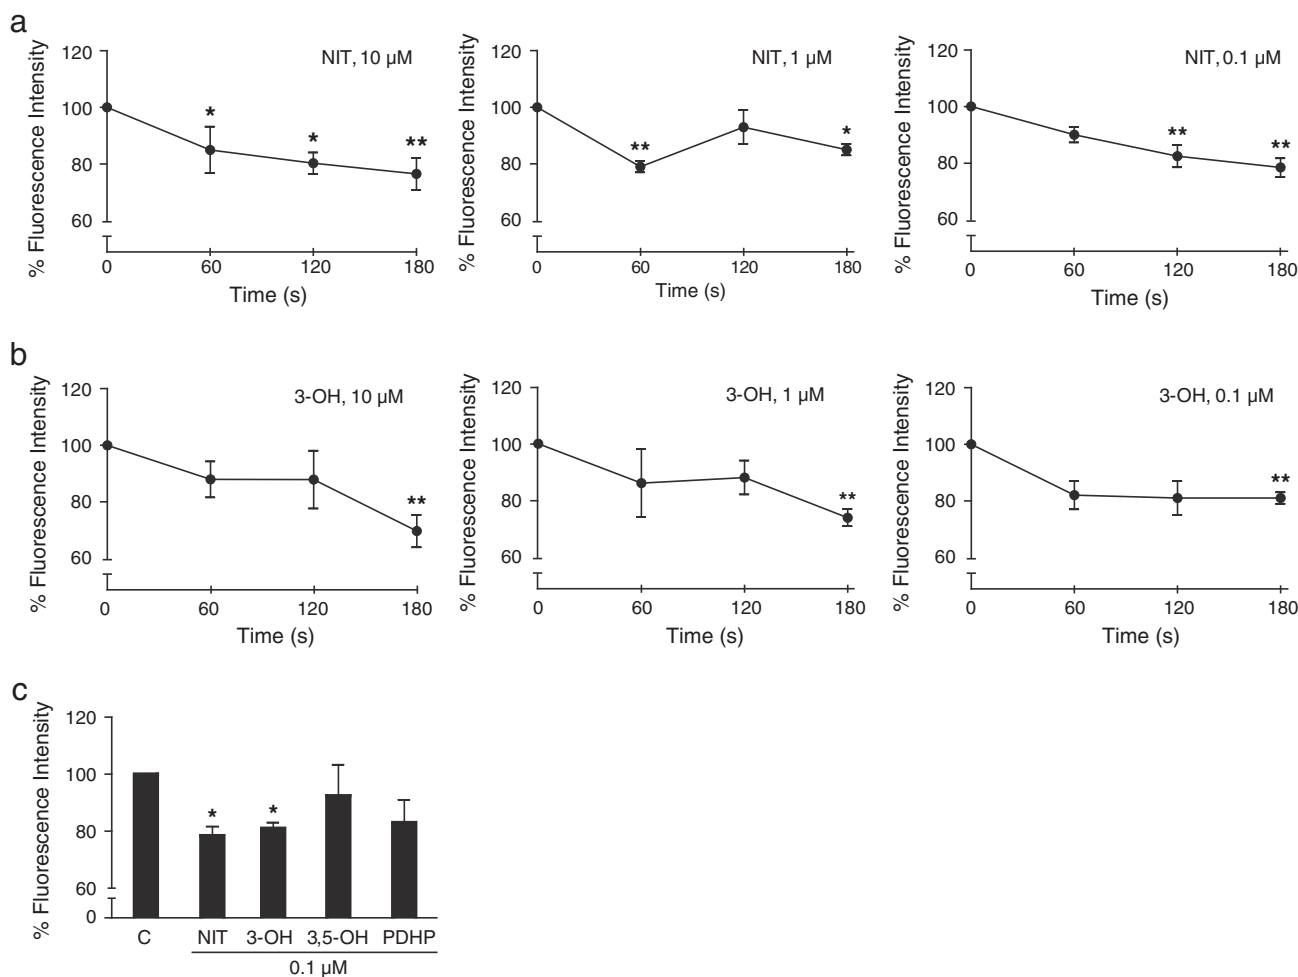 a
% Fluorescence Intensity
120
100
80
60
NIT, 10 µM
*
*
**
0
60
120
180
Time (s)
% Fluorescence Intensity
120
100
80
60
NIT, 1 µM
**
*
0
60
120
180
Time (s)
% Fluorescence Intensity
120
100
80
60
NIT, 0.1 µM
**
**
0
60
120
180
Time (s)
b
% Fluorescence Intensity
120
100
80
60
3-OH, 10 µM
**
0
60
120
180
Time (s)
% Fluorescence Intensity
120
100
80
60
3-OH, 1 µM
**
0
60
120
180
Time (s)
% Fluorescence Intensity
120
100
80
60
3-OH, 0.1 µM
**
0
60
120
180
Time (s)
c
% Fluorescence Intensity
120
100
80
60
0
*
*
C
NIT
3-OH
3,5-OH
PDHP
0.1 µM